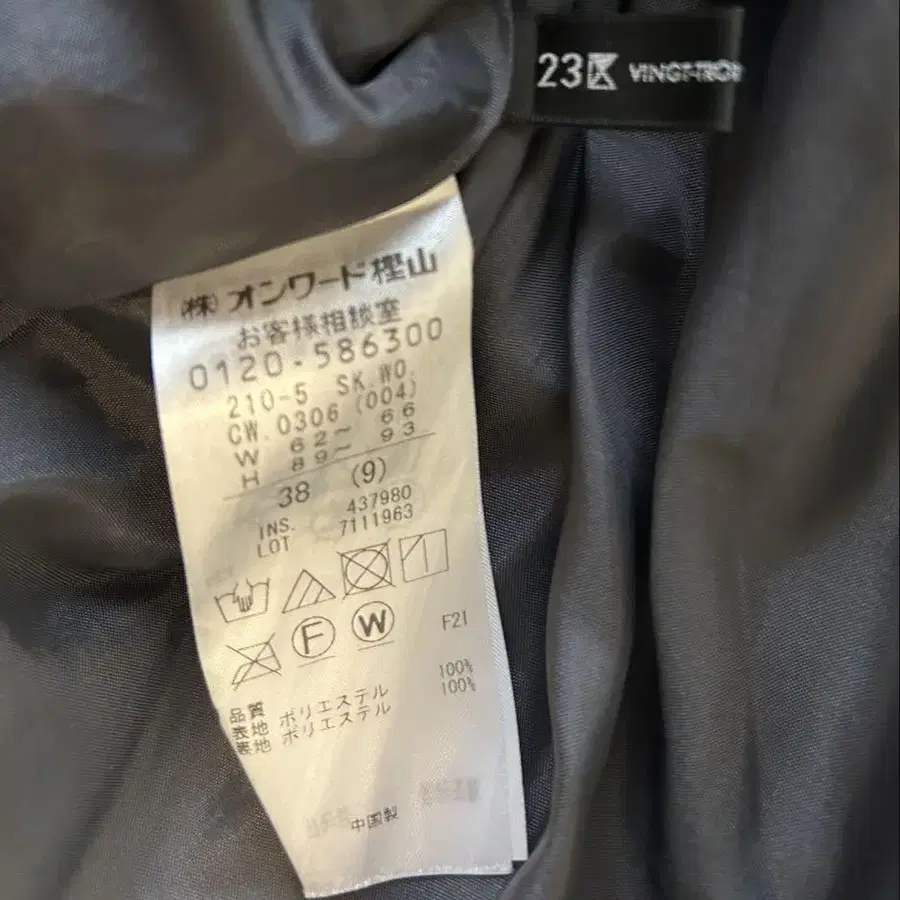 23区 VINGT-TROIS
㈱オンワード樫山
お客様相談室
0120-586300
210-5 SK.WO.
CW.0306 (004)
W 62〜 66
H 89〜 93
38 (9)
INS. 437980
LOT 7111963
F W F21
品質
表地 ポリエステル 100%
裏地 ポリエステル 100%
中国製